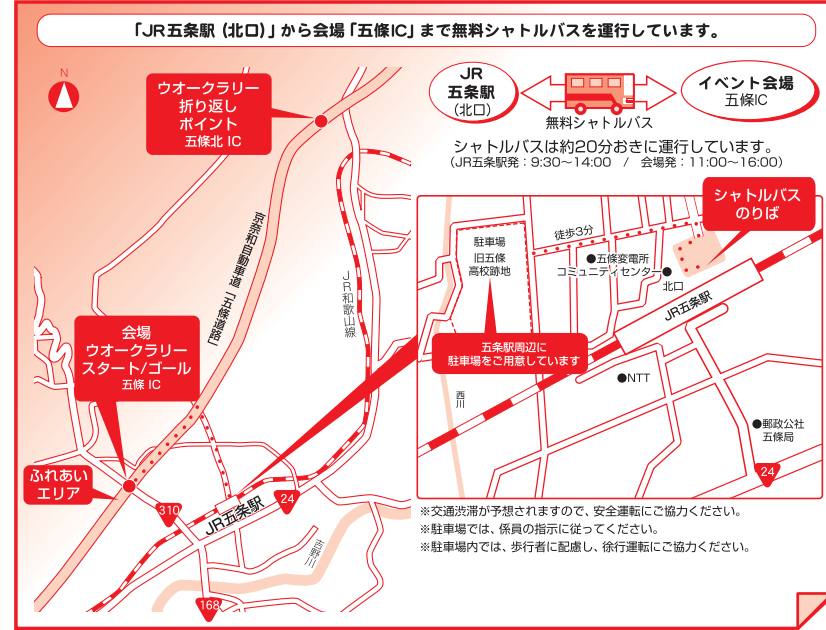 「JR五条駅（北口）」から会場「五條IC」まで無料シャトルバスを運行しています。
N
ウオークラリー
折り返し
ポイント
五條北 IC
京奈和自動車道「五條道路」
JR和歌山線
会場
ウオークラリー
スタート/ゴール
五條 IC
ふれあい
エリア
310
JR五条駅
24
吉野川
168
JR
五条駅
（北口）
無料シャトルバス
イベント会場
五條IC
シャトルバスは約20分おきに運行しています。
（JR五条駅発：9:30～14:00　/　会場発：11:00～16:00）
シャトルバス
のりば
駐車場
旧五條
高校跡地
徒歩3分
●五條変電所
コミュニティセンター●
北口
JR五条駅
五条駅周辺に
駐車場をご用意しています
西川
●NTT
●郵政公社
五條局
24
※交通渋滞が予想されますので、安全運転にご協力ください。
※駐車場では、係員の指示に従ってください。
※駐車場内では、歩行者に配慮し、徐行運転にご協力ください。